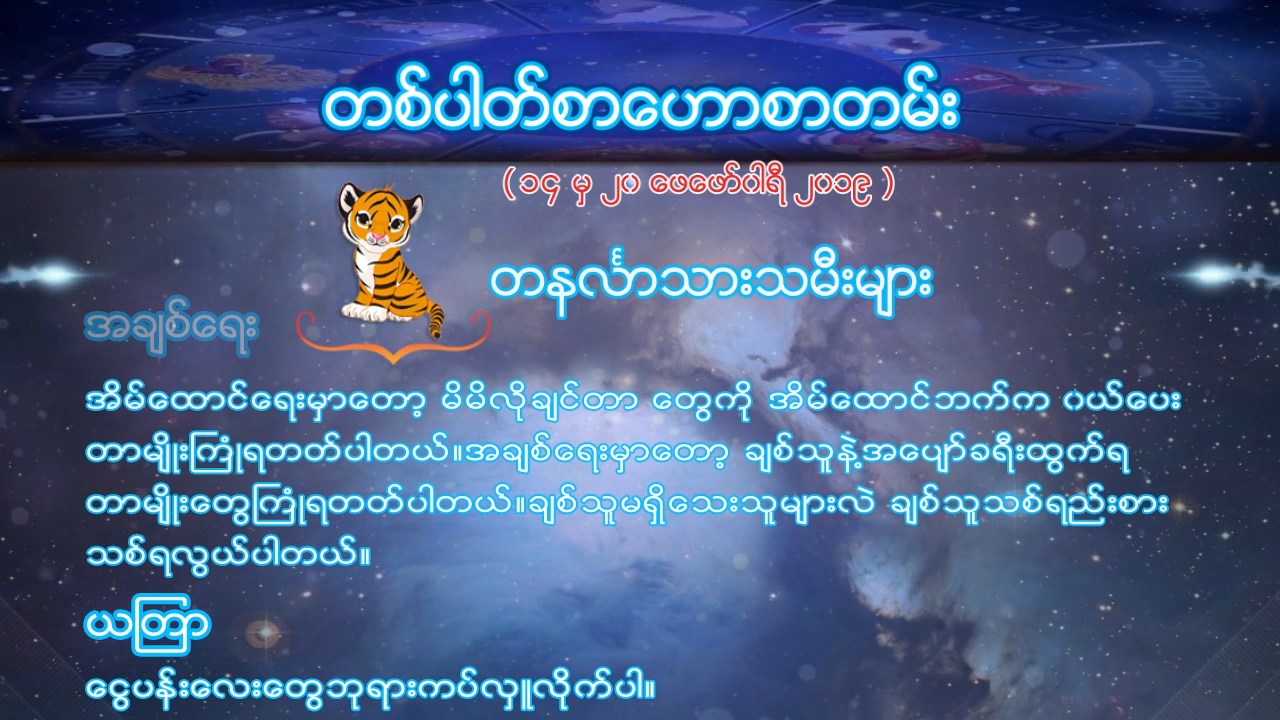 တစ်ပါတ်စာဟောစာတမ်း
( ၁၄ မှ ၂၀ ဖေဖော်ဝါရီ ၂၀၁၉ )
တနင်္လာသားသမီးများ
အချစ်ရေး
အိမ်ထောင်ရေးမှာတော့ မိမိလိုချင်တာ တွေကို အိမ်ထောင်ဘက်က ဝယ်ပေး
တာမျိုးကြုံရတတ်ပါတယ်။အချစ်ရေးမှာတော့ ချစ်သူနဲ့အပျော်ခရီးထွက်ရ
တာမျိုးတွေကြုံရတတ်ပါတယ်။ချစ်သူမရှိသေးသူများလဲ ချစ်သူသစ်ရည်းစား
သစ်ရလွယ်ပါတယ်။
ယတြာ
ငွေပန်းလေးတွေဘုရားကပ်လှူလိုက်ပါ။